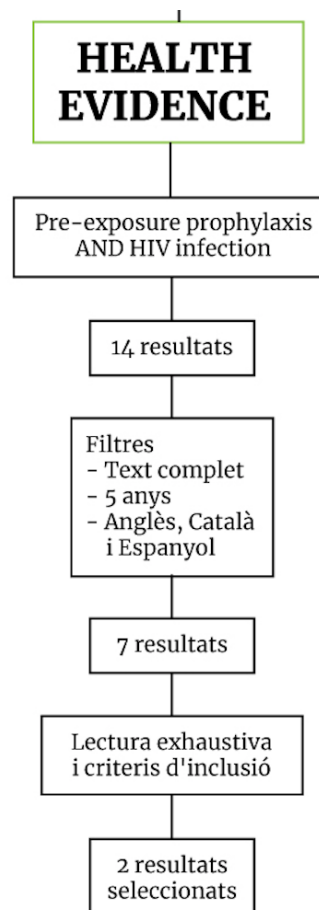 HEALTH
EVIDENCE
Pre-exposure prophylaxis
AND HIV infection
14 resultats
Filtres
- Text complet
- 5 anys
- Anglès, Català
i Espanyol
7 resultats
Lectura exhaustiva
i criteris d'inclusió
2 resultats
seleccionats